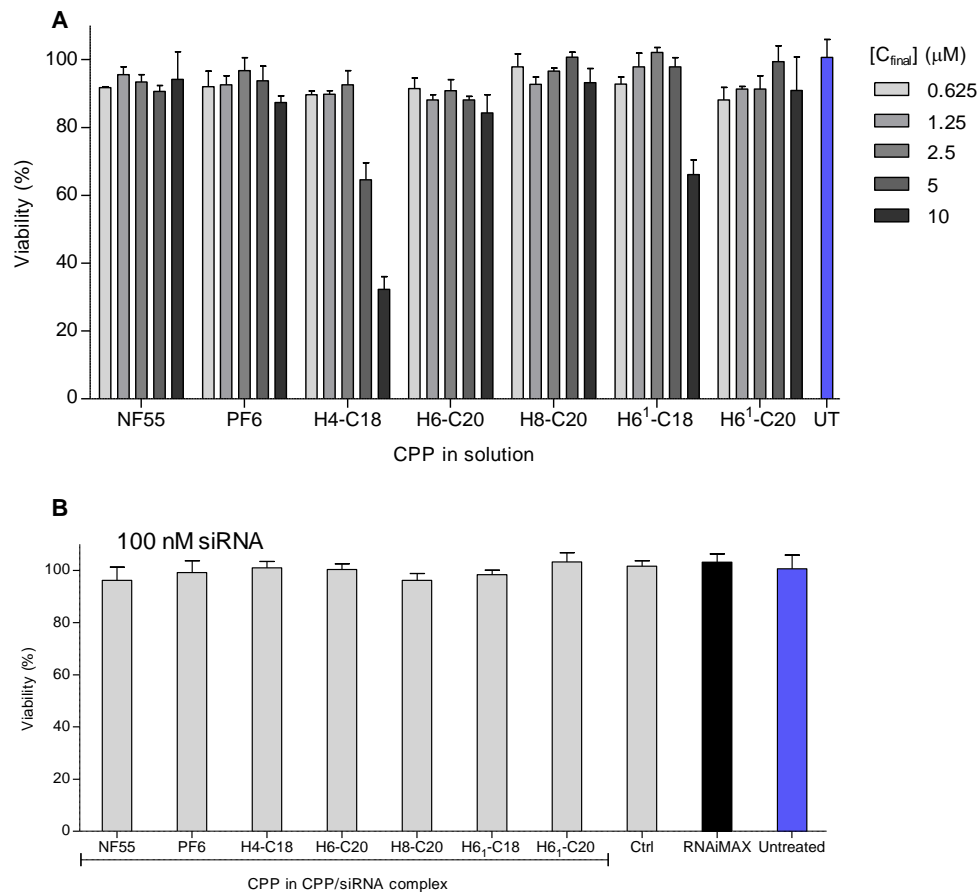 A
100
80
60
40
20
0
Viability (%)
NF55 PF6 H4-C18 H6-C20 H8-C20 H6¹-C18 H6¹-C20 UT
CPP in solution
[C_final] (µM)
0.625
1.25
2.5
5
10
B
100 nM siRNA
100
80
60
40
20
0
Viability (%)
NF55 PF6 H4-C18 H6-C20 H8-C20 H6₁-C18 H6₁-C20 Ctrl RNAiMAX Untreated
CPP in CPP/siRNA complex